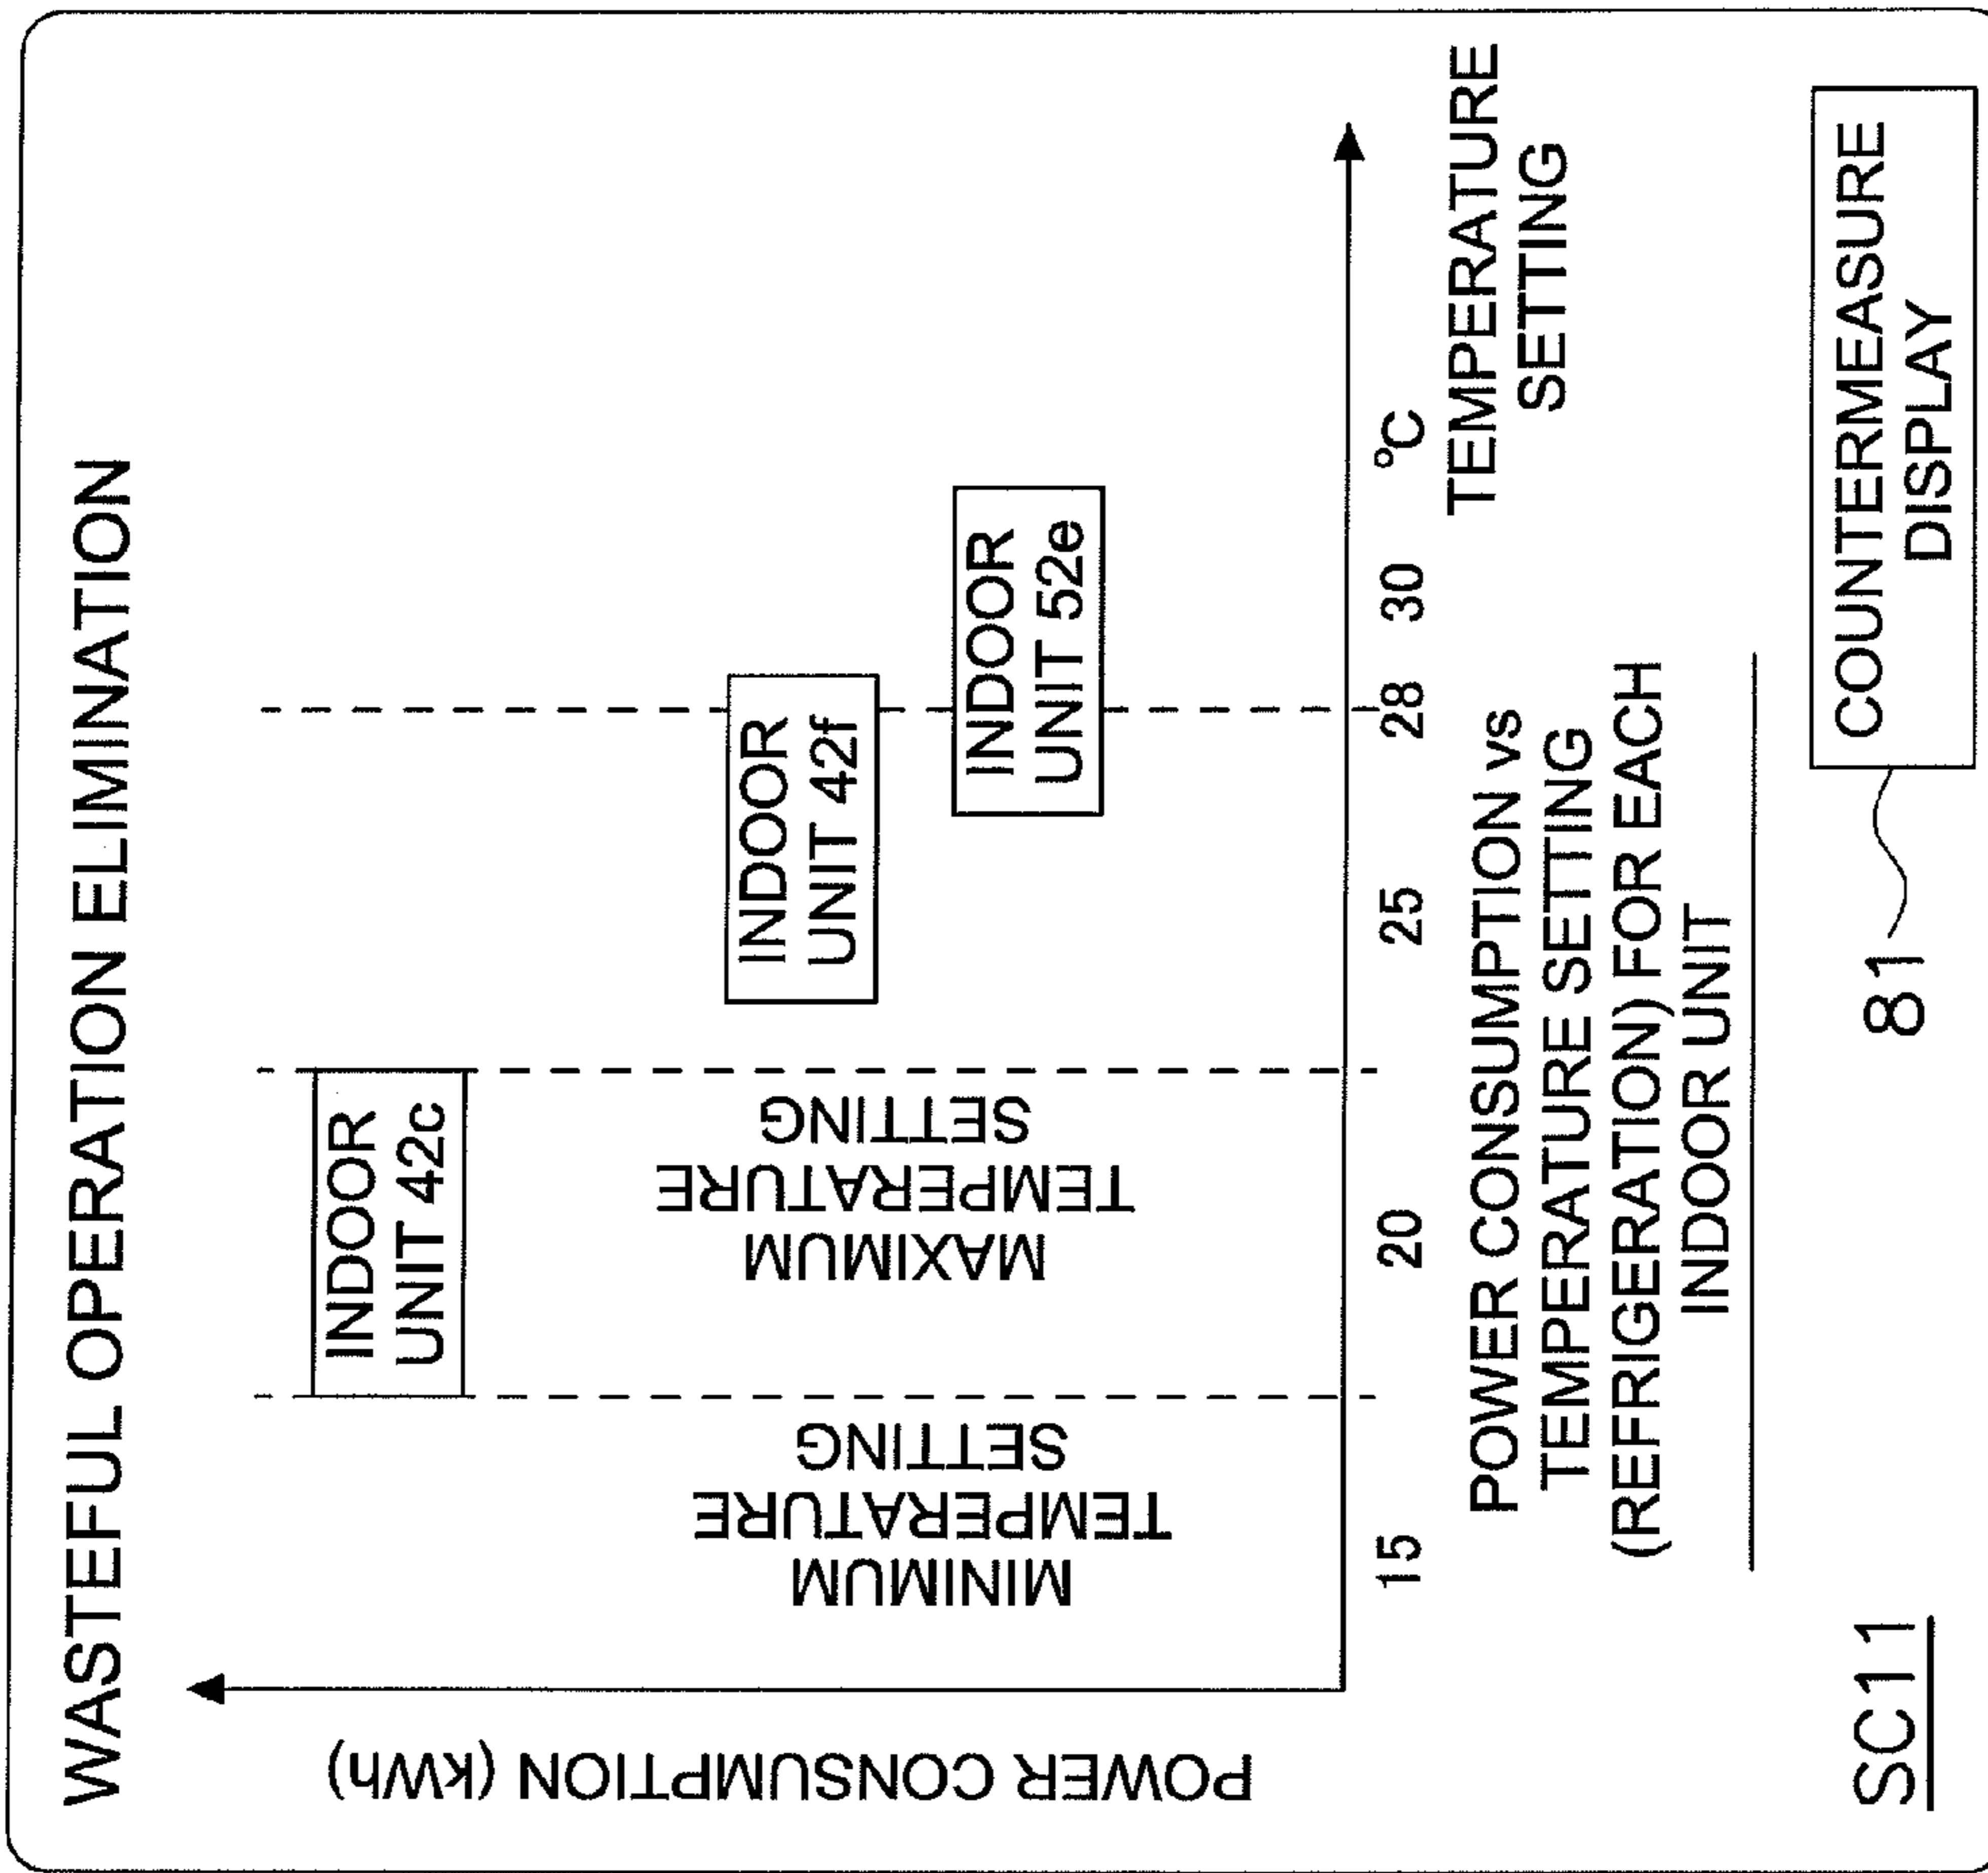 WASTEFUL OPERATION ELIMINATION
POWER CONSUMPTION (kWh)
INDOOR
UNIT 42c
INDOOR
UNIT 42f
INDOOR
UNIT 52e
MINIMUM
TEMPERATURE
SETTING
MAXIMUM
TEMPERATURE
SETTING
15
20
25
28
30
°C
TEMPERATURE
SETTING
POWER CONSUMPTION vs
TEMPERATURE SETTING
(REFRIGERATION) FOR EACH
INDOOR UNIT
SC11
81
COUNTERMEASURE
DISPLAY